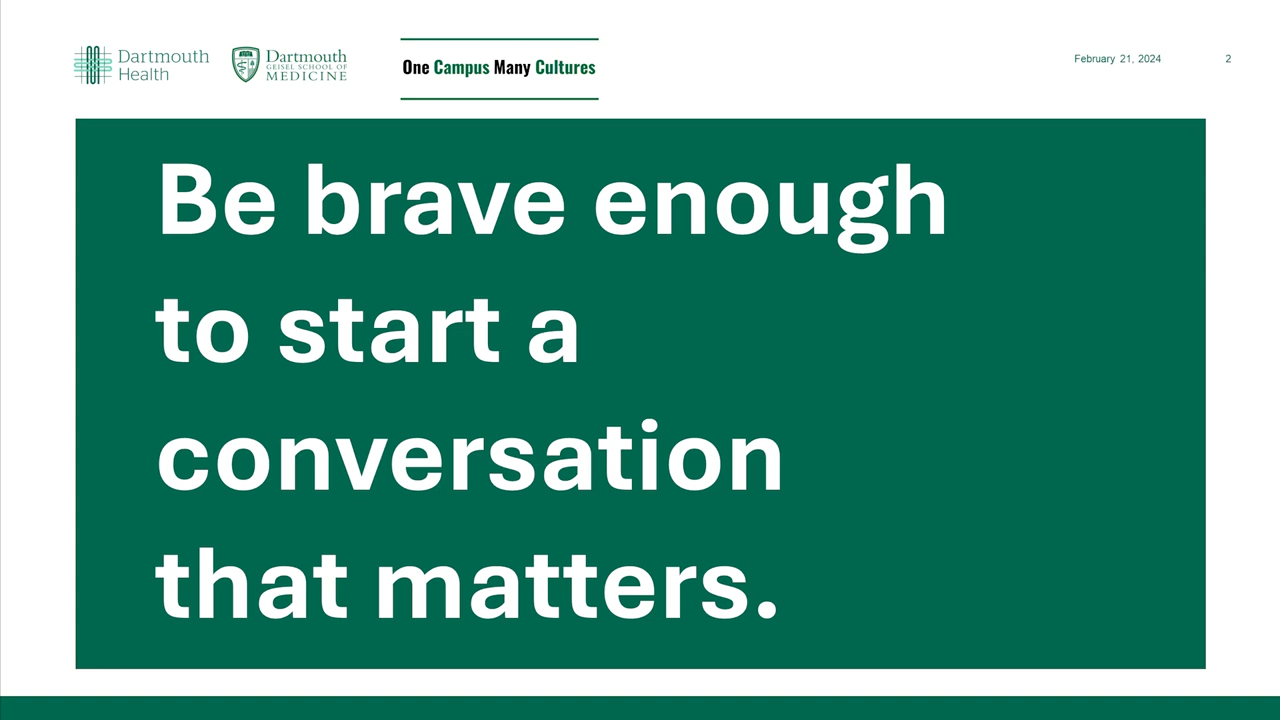 Dartmouth
Health
Dartmouth
GEISEL SCHOOL OF
MEDICINE
One Campus Many Cultures
February 21, 2024
2
Be brave enough
to start a
conversation
that matters.